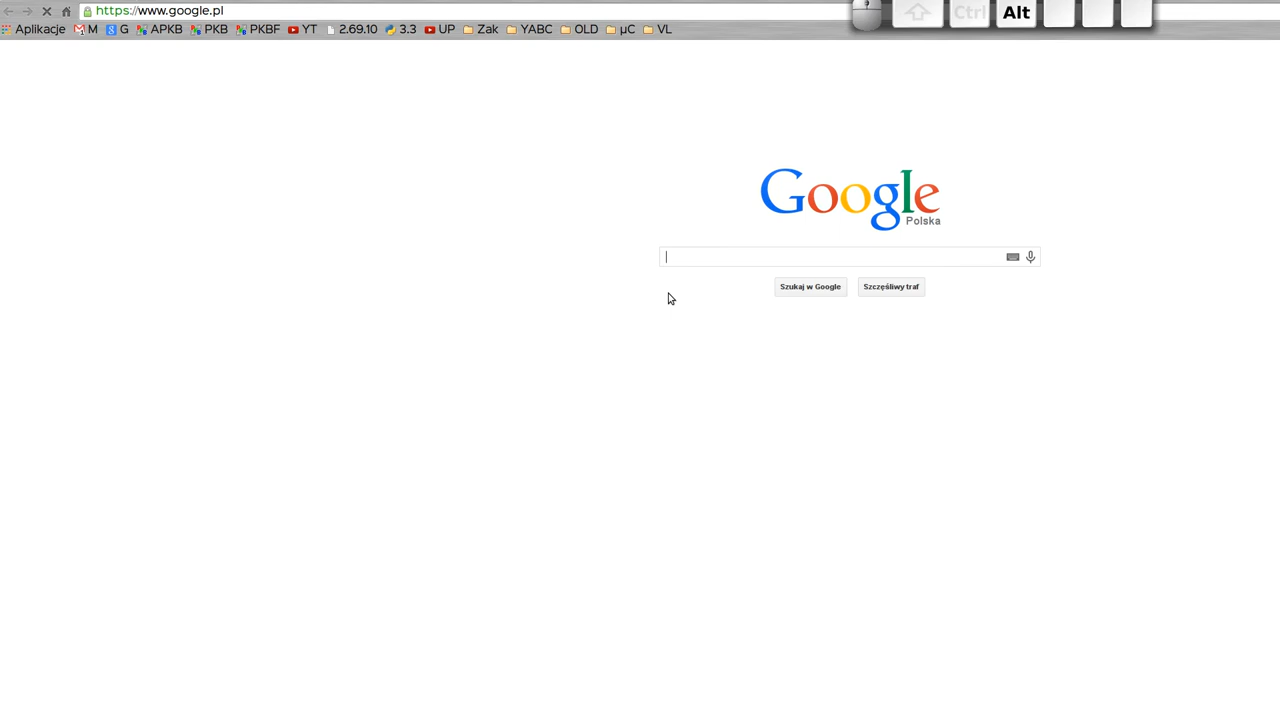 https://www.google.pl
Ctrl Alt
Aplikacje M G APKB PKB PKBF YT 2.69.10 3.3 UP Zak YABC OLD µC VL
Google
Polska
Szukaj w Google Szczęśliwy traf